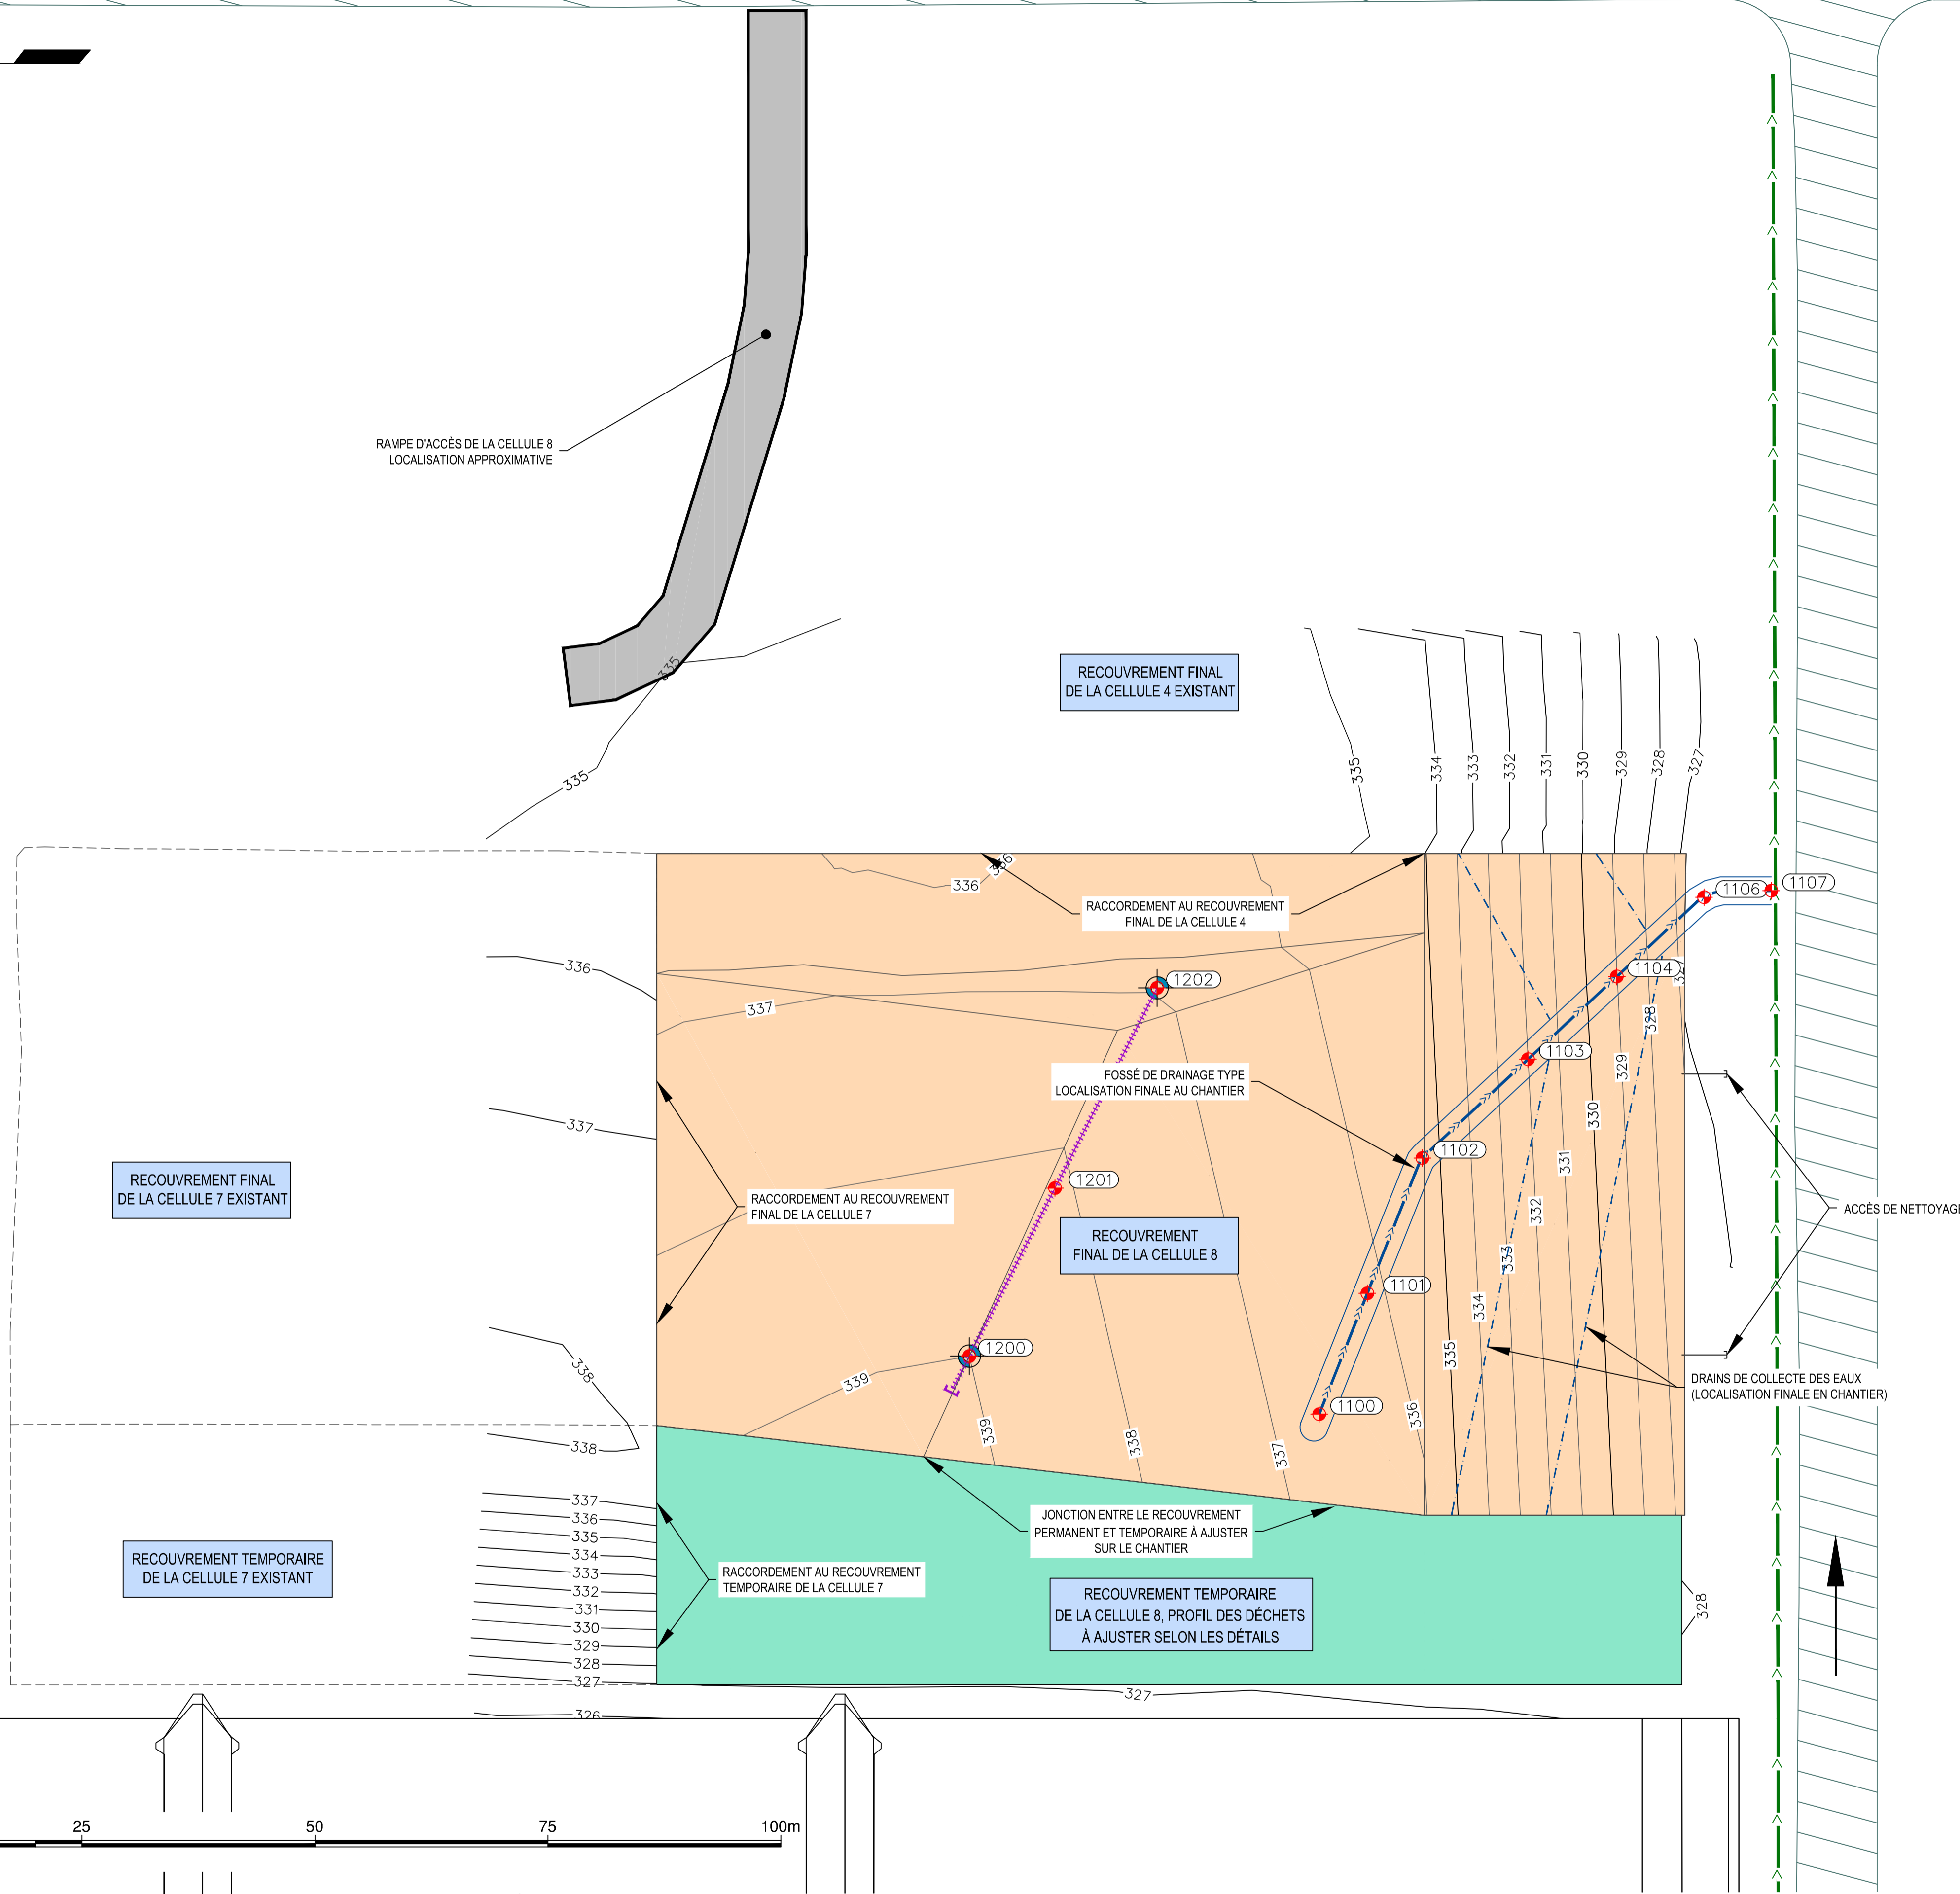 RAMPE D'ACCÈS DE LA CELLULE 8
LOCALISATION APPROXIMATIVE
335
335
RECOUVREMENT FINAL
DE LA CELLULE 4 EXISTANT
335
334
333
332
331
330
329
328
327
336
336
RACCORDEMENT AU RECOUVREMENT
FINAL DE LA CELLULE 4
1106
1107
336
337
1202
1104
328
337
FOSSÉ DE DRAINAGE TYPE
LOCALISATION FINALE AU CHANTIER
1103
329
330
331
332
333
334
335
336
1102
RECOUVREMENT FINAL
DE LA CELLULE 7 EXISTANT
RACCORDEMENT AU RECOUVREMENT
FINAL DE LA CELLULE 7
1201
RECOUVREMENT
FINAL DE LA CELLULE 8
ACCÈS DE NETTOYAGE
1101
1200
338
339
339
338
337
1100
DRAINS DE COLLECTE DES EAUX
(LOCALISATION FINALE EN CHANTIER)
338
337
336
335
334
333
332
331
330
329
328
327
326
JONCTION ENTRE LE RECOUVREMENT
PERMANENT ET TEMPORAIRE À AJUSTER
SUR LE CHANTIER
RECOUVREMENT TEMPORAIRE
DE LA CELLULE 7 EXISTANT
RACCORDEMENT AU RECOUVREMENT
TEMPORAIRE DE LA CELLULE 7
RECOUVREMENT TEMPORAIRE
DE LA CELLULE 8, PROFIL DES DÉCHETS
À AJUSTER SELON LES DÉTAILS
328
327
25 50 75 100m